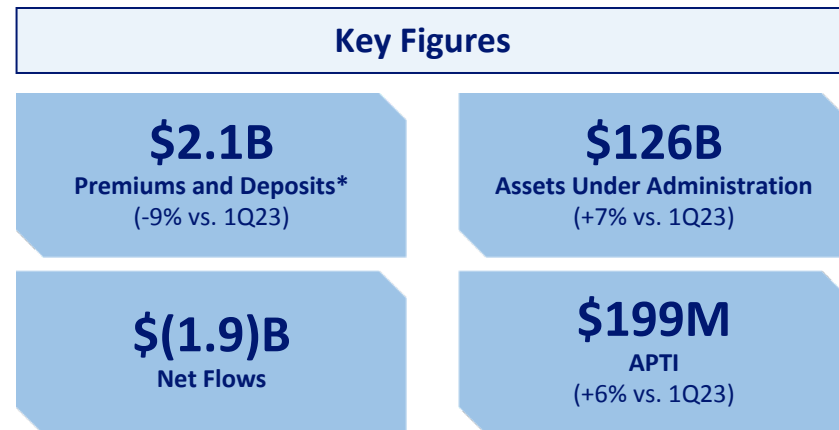 Key Figures
$2.1B
Premiums and Deposits*
(-9% vs. 1Q23)
$126B
Assets Under Administration
(+7% vs. 1Q23)
$(1.9)B
Net Flows
$199M
APTI
(+6% vs. 1Q23)